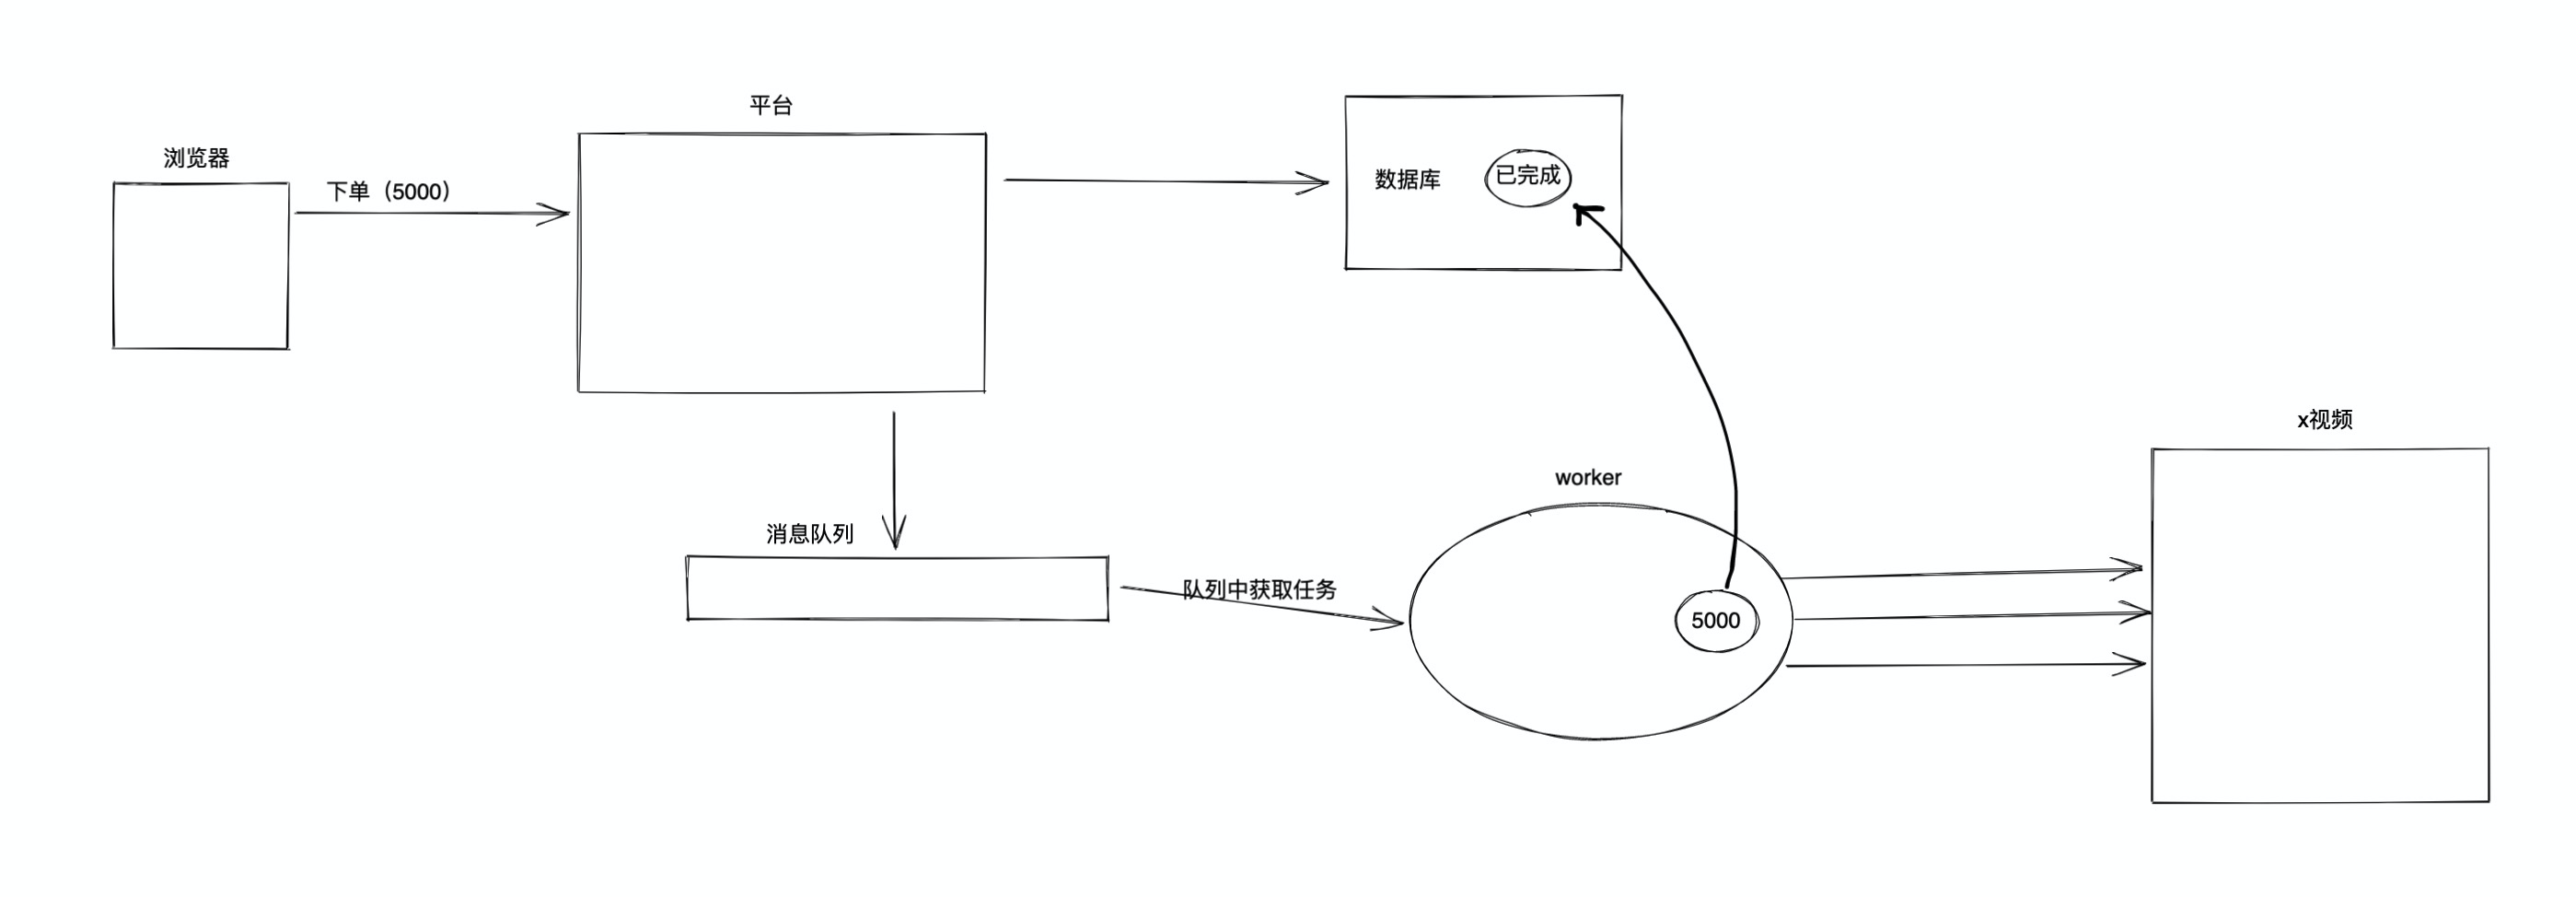 平台
浏览器
下单（5000）
数据库
已完成
x视频
worker
消息队列
队列中获取任务
5000